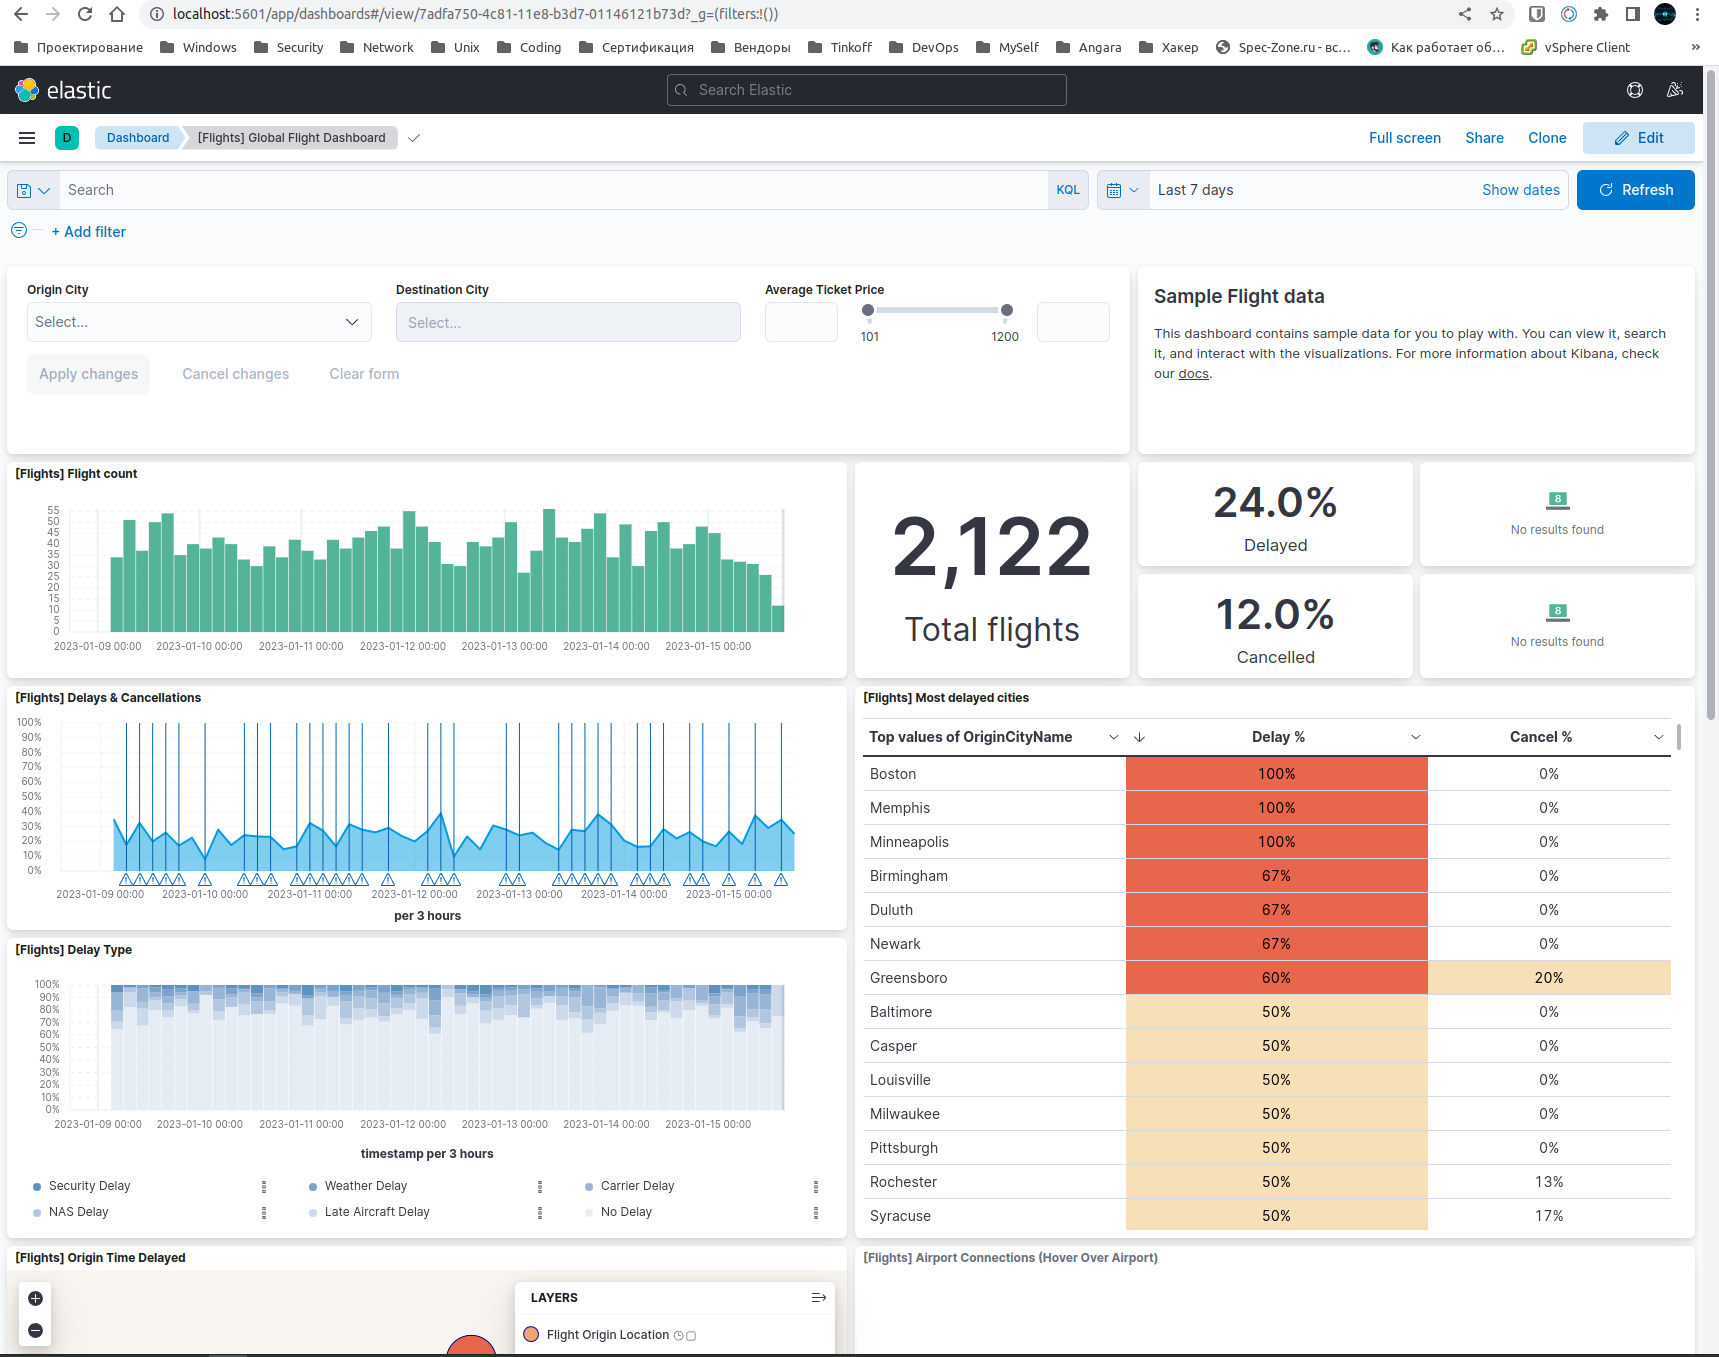 localhost:5601/app/dashboards#/view/7adfa750-4c81-11e8-b3d7-01146121b73d?_g=(filters:!())
Проектирование Windows Security Network Unix Coding Сертификация Вендоры Tinkoff DevOps MySelf Angara Хакер Spec-Zone.ru - вс... Как работает об... vSphere Client »
elastic Search Elastic
D Dashboard [Flights] Global Flight Dashboard Full screen Share Clone Edit
Search KQL Last 7 days Show dates Refresh
+ Add filter
Origin City Destination City Average Ticket Price
Select... Select... 101 1200
Apply changes Cancel changes Clear form
Sample Flight data
This dashboard contains sample data for you to play with. You can view it, search
it, and interact with the visualizations. For more information about Kibana, check
our docs.
[Flights] Flight count
55
50
45
40
35
30
25
20
15
10
5
0
2023-01-09 00:00 2023-01-10 00:00 2023-01-11 00:00 2023-01-12 00:00 2023-01-13 00:00 2023-01-14 00:00 2023-01-15 00:00
2,122
Total flights
24.0%
Delayed
8
No results found
12.0%
Cancelled
8
No results found
[Flights] Delays & Cancellations
100%
90%
80%
70%
60%
50%
40%
30%
20%
10%
0%
2023-01-09 00:00 2023-01-10 00:00 2023-01-11 00:00 2023-01-12 00:00 2023-01-13 00:00 2023-01-14 00:00 2023-01-15 00:00
per 3 hours
[Flights] Most delayed cities
Top values of OriginCityName Delay % Cancel %
Boston 100% 0%
Memphis 100% 0%
Minneapolis 100% 0%
Birmingham 67% 0%
Duluth 67% 0%
Newark 67% 0%
Greensboro 60% 20%
Baltimore 50% 0%
Casper 50% 0%
Louisville 50% 0%
Milwaukee 50% 0%
Pittsburgh 50% 0%
Rochester 50% 13%
Syracuse 50% 17%
[Flights] Delay Type
100%
90%
80%
70%
60%
50%
40%
30%
20%
10%
0%
2023-01-09 00:00 2023-01-10 00:00 2023-01-11 00:00 2023-01-12 00:00 2023-01-13 00:00 2023-01-14 00:00 2023-01-15 00:00
timestamp per 3 hours
Security Delay Weather Delay Carrier Delay
NAS Delay Late Aircraft Delay No Delay
[Flights] Origin Time Delayed
LAYERS
Flight Origin Location
[Flights] Airport Connections (Hover Over Airport)